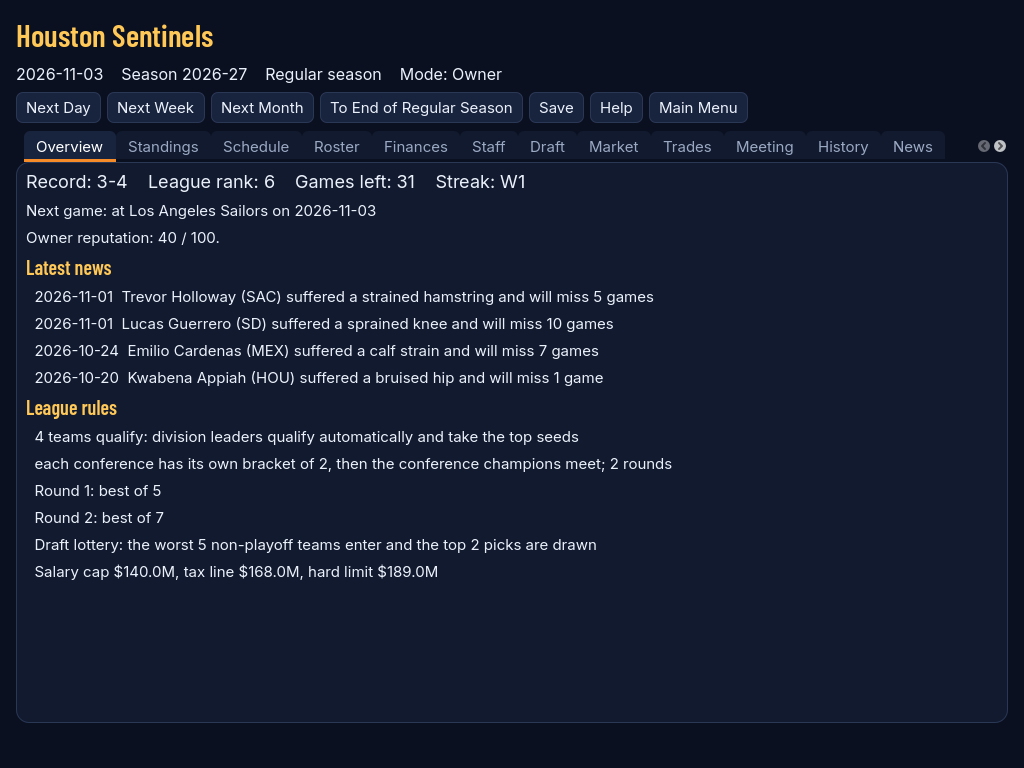 Houston Sentinels
2026-11-03 Season 2026-27 Regular season Mode: Owner
Next Day Next Week Next Month To End of Regular Season Save Help Main Menu
Overview Standings Schedule Roster Finances Staff Draft Market Trades Meeting History News
Record: 3-4 League rank: 6 Games left: 31 Streak: W1
Next game: at Los Angeles Sailors on 2026-11-03
Owner reputation: 40 / 100.
Latest news
2026-11-01 Trevor Holloway (SAC) suffered a strained hamstring and will miss 5 games
2026-11-01 Lucas Guerrero (SD) suffered a sprained knee and will miss 10 games
2026-10-24 Emilio Cardenas (MEX) suffered a calf strain and will miss 7 games
2026-10-20 Kwabena Appiah (HOU) suffered a bruised hip and will miss 1 game
League rules
4 teams qualify: division leaders qualify automatically and take the top seeds
each conference has its own bracket of 2, then the conference champions meet; 2 rounds
Round 1: best of 5
Round 2: best of 7
Draft lottery: the worst 5 non-playoff teams enter and the top 2 picks are drawn
Salary cap $140.0M, tax line $168.0M, hard limit $189.0M